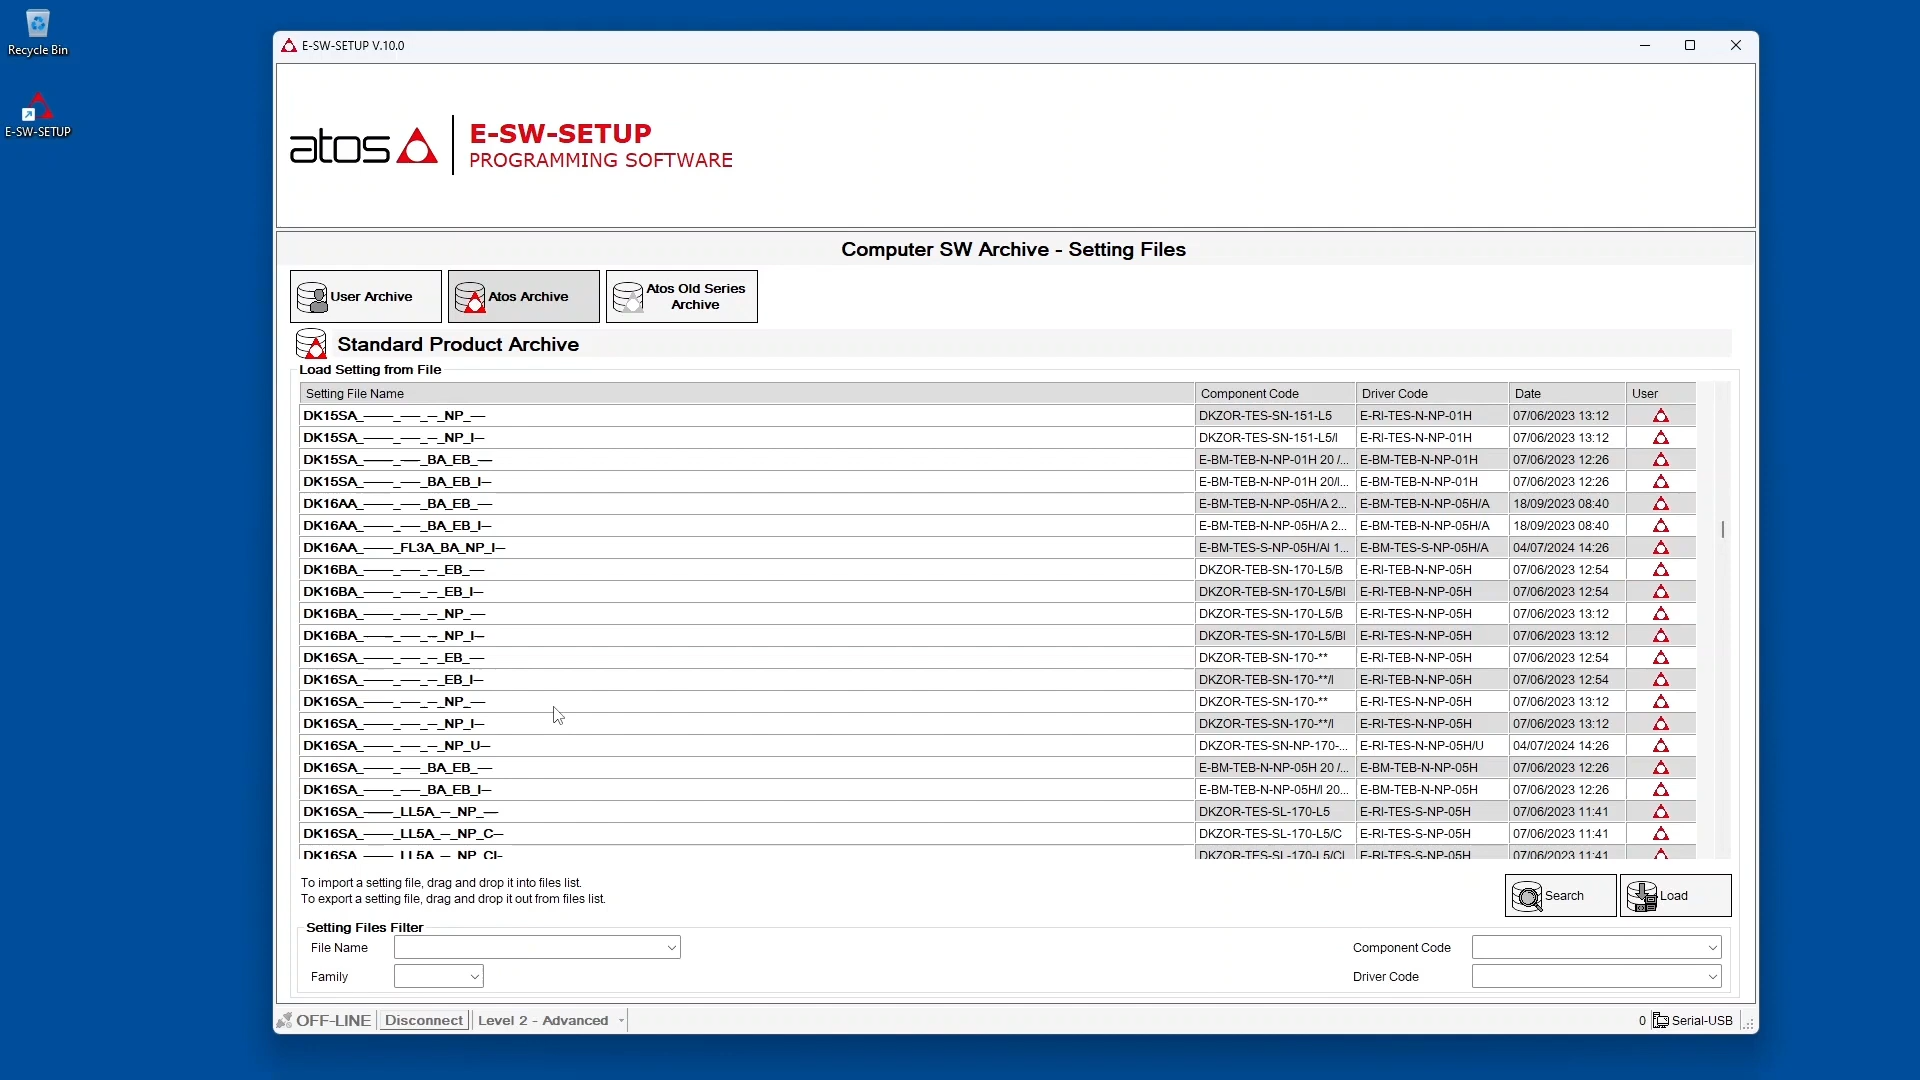 Recycle Bin
E-SW-SETUP
E-SW-SETUP V.10.0
atos
E-SW-SETUP
PROGRAMMING SOFTWARE
Computer SW Archive - Setting Files
User Archive
Atos Archive
Atos Old Series
Archive
Standard Product Archive
Load Setting from File
Setting File Name Component Code Driver Code Date User
DK15SA_-----_---_--_NP_--- DKZOR-TES-SN-151-L5 E-RI-TES-N-NP-01H 07/06/2023 13:12
DK15SA_-----_---_--_NP_I-- DKZOR-TES-SN-151-L5/I E-RI-TES-N-NP-01H 07/06/2023 13:12
DK15SA_-----_---_BA_EB_--- E-BM-TEB-N-NP-01H 20 /... E-BM-TEB-N-NP-01H 07/06/2023 12:26
DK15SA_-----_---_BA_EB_I-- E-BM-TEB-N-NP-01H 20/I... E-BM-TEB-N-NP-01H 07/06/2023 12:26
DK16AA_-----_---_BA_EB_--- E-BM-TEB-N-NP-05H/A 2... E-BM-TEB-N-NP-05H/A 18/09/2023 08:40
DK16AA_-----_---_BA_EB_I-- E-BM-TEB-N-NP-05H/A 2... E-BM-TEB-N-NP-05H/A 18/09/2023 08:40
DK16AA_-----_FL3A_BA_NP_I-- E-BM-TES-S-NP-05H/AI 1... E-BM-TES-S-NP-05H/A 04/07/2024 14:26
DK16BA_-----_---_--_EB_--- DKZOR-TEB-SN-170-L5/B E-RI-TEB-N-NP-05H 07/06/2023 12:54
DK16BA_-----_---_--_EB_I-- DKZOR-TEB-SN-170-L5/BI E-RI-TEB-N-NP-05H 07/06/2023 12:54
DK16BA_-----_---_--_NP_--- DKZOR-TES-SN-170-L5/B E-RI-TES-N-NP-05H 07/06/2023 13:12
DK16BA_-----_---_--_NP_I-- DKZOR-TES-SN-170-L5/BI E-RI-TES-N-NP-05H 07/06/2023 13:12
DK16SA_-----_---_--_EB_--- DKZOR-TEB-SN-170-** E-RI-TEB-N-NP-05H 07/06/2023 12:54
DK16SA_-----_---_--_EB_I-- DKZOR-TEB-SN-170-**/I E-RI-TEB-N-NP-05H 07/06/2023 12:54
DK16SA_-----_---_--_NP_--- DKZOR-TES-SN-170-** E-RI-TES-N-NP-05H 07/06/2023 13:12
DK16SA_-----_---_--_NP_I-- DKZOR-TES-SN-170-**/I E-RI-TES-N-NP-05H 07/06/2023 13:12
DK16SA_-----_---_--_NP_U-- DKZOR-TES-SN-NP-170-... E-RI-TES-N-NP-05H/U 04/07/2024 14:26
DK16SA_-----_---_BA_EB_--- E-BM-TEB-N-NP-05H 20 /... E-BM-TEB-N-NP-05H 07/06/2023 12:26
DK16SA_-----_---_BA_EB_I-- E-BM-TEB-N-NP-05H/I 20... E-BM-TEB-N-NP-05H 07/06/2023 12:26
DK16SA_-----_LL5A_--_NP_--- DKZOR-TES-SL-170-L5 E-RI-TES-S-NP-05H 07/06/2023 11:41
DK16SA_-----_LL5A_--_NP_C-- DKZOR-TES-SL-170-L5/C E-RI-TES-S-NP-05H 07/06/2023 11:41
DK16SA_-----_LL5A_--_NP_CI- DKZOR-TES-SL-170-L5/CI E-RI-TES-S-NP-05H 07/06/2023 11:41
To import a setting file, drag and drop it into files list.
To export a setting file, drag and drop it out from files list.
Search
Load
Setting Files Filter
File Name
Component Code
Family
Driver Code
OFF-LINE Disconnect Level 2 - Advanced 0 Serial-USB